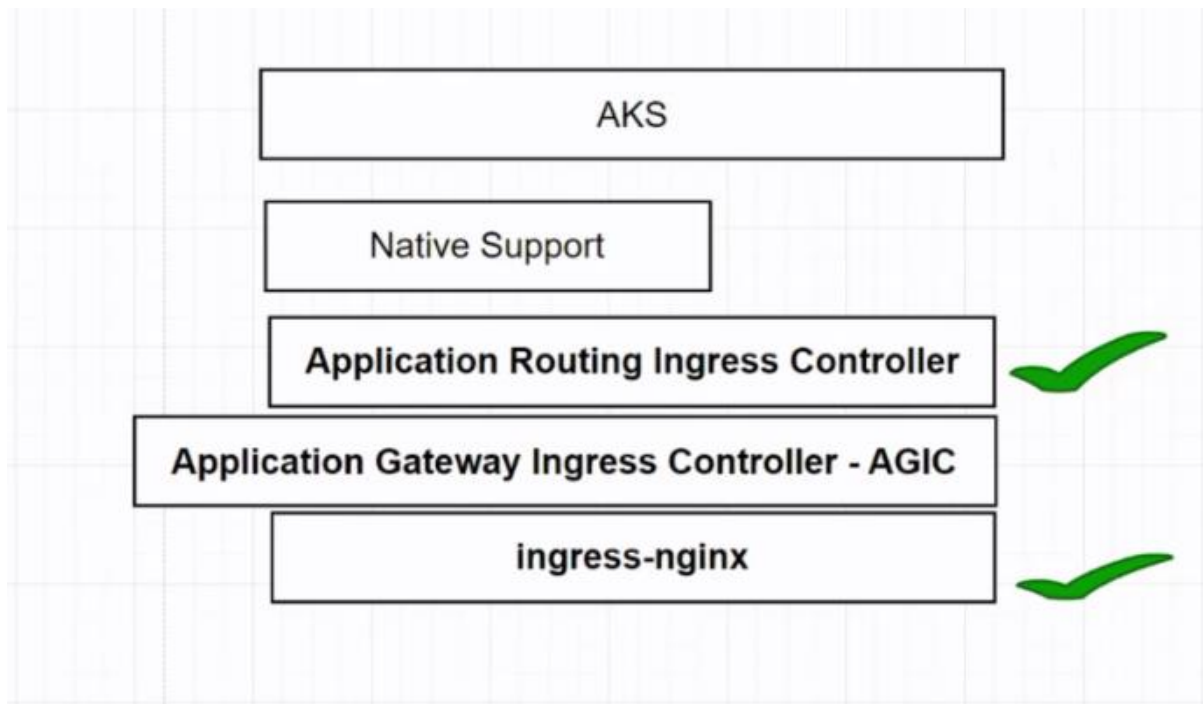 AKS
Native Support
Application Routing Ingress Controller
Application Gateway Ingress Controller - AGIC
ingress-nginx